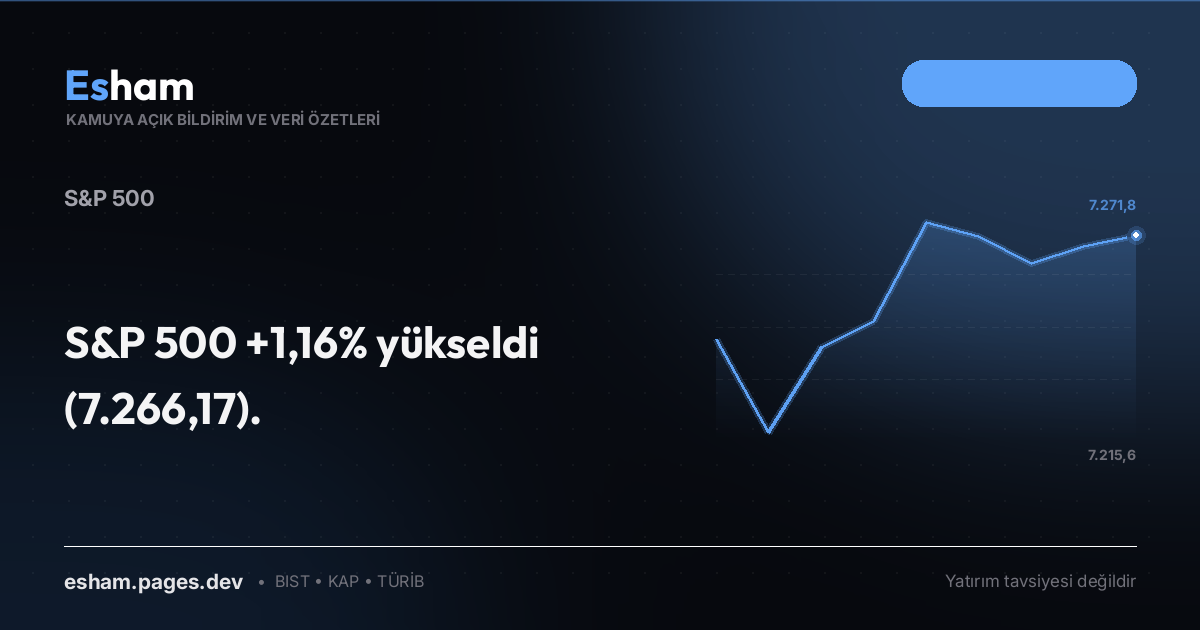 Esham
KAMUYA AÇIK BİLDİRİM VE VERİ ÖZETLERİ
S&P 500
7.271,8
S&P 500 +1,16% yükseldi
(7.266,17).
7.215,6
esham.pages.dev • BIST • KAP • TÜRİB
Yatırım tavsiyesi değildir